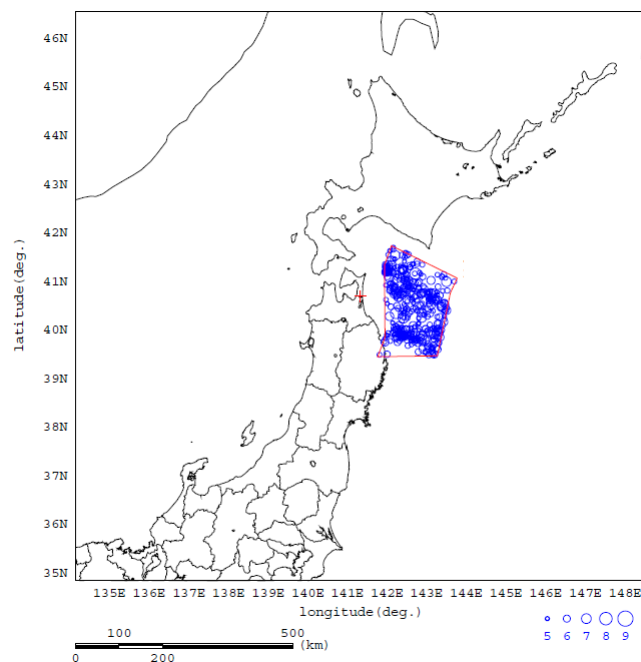 46N
45N
44N
43N
42N
41N
40N
39N
38N
37N
36N
35N
latitude(deg.)
135E 136E 137E 138E 139E 140E 141E 142E 143E 144E 145E 146E 147E 148E
longitude(deg.)
100 500
(km)
0 200
5 6 7 8 9